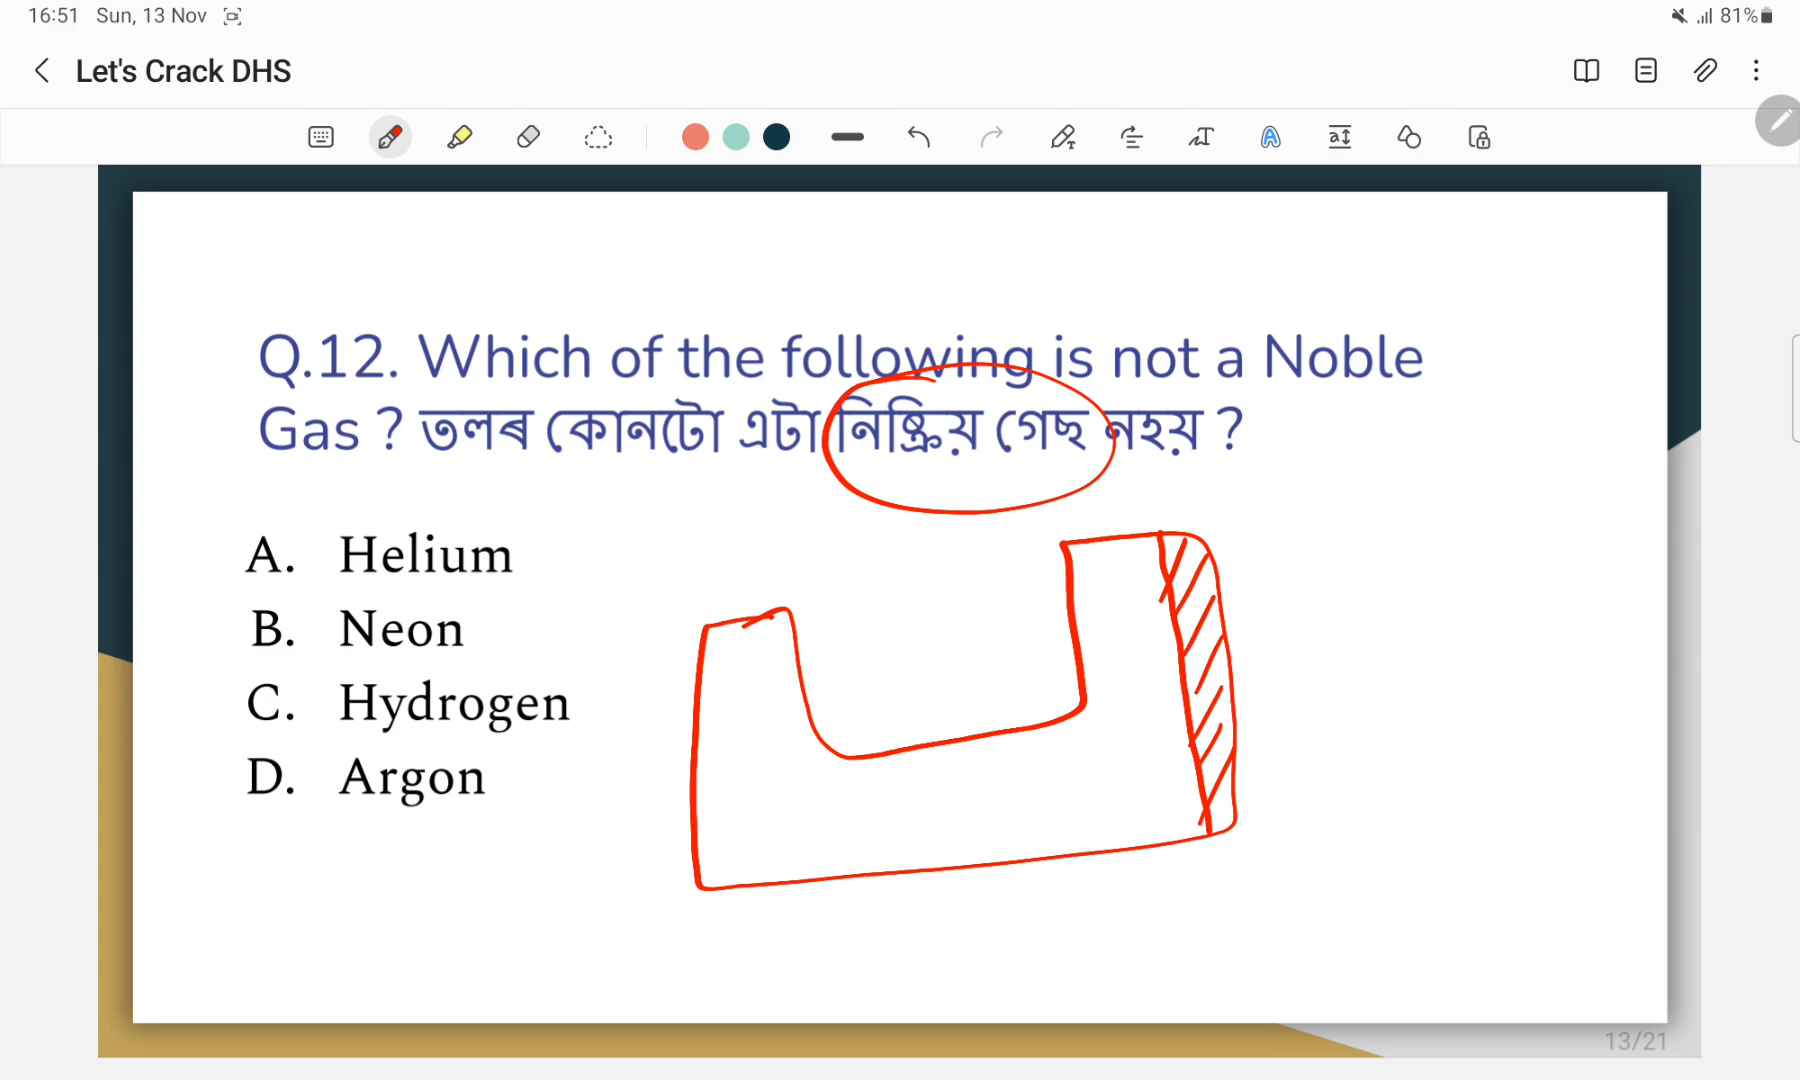 16:51 Sun, 13 Nov
81%
Let's Crack DHS
Q.12. Which of the following is not a Noble
Gas ? তলৰ কোনটো এটা নিষ্ক্ৰিয় গেছ নহয় ?
A. Helium
B. Neon
C. Hydrogen
D. Argon
13/21